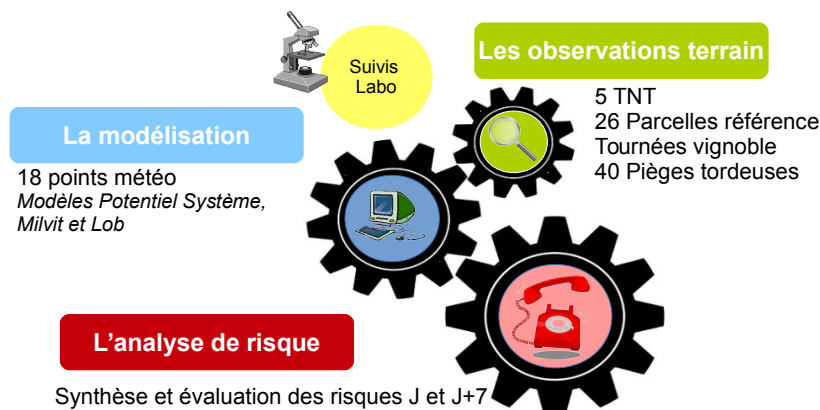 Suivis
Labo
Les observations terrain
5 TNT
26 Parcelles référence
Tournées vignoble
40 Pièges tordeuses
La modélisation
18 points météo
Modèles Potentiel Système,
Milvit et Lob
L'analyse de risque
Synthèse et évaluation des risques J et J+7